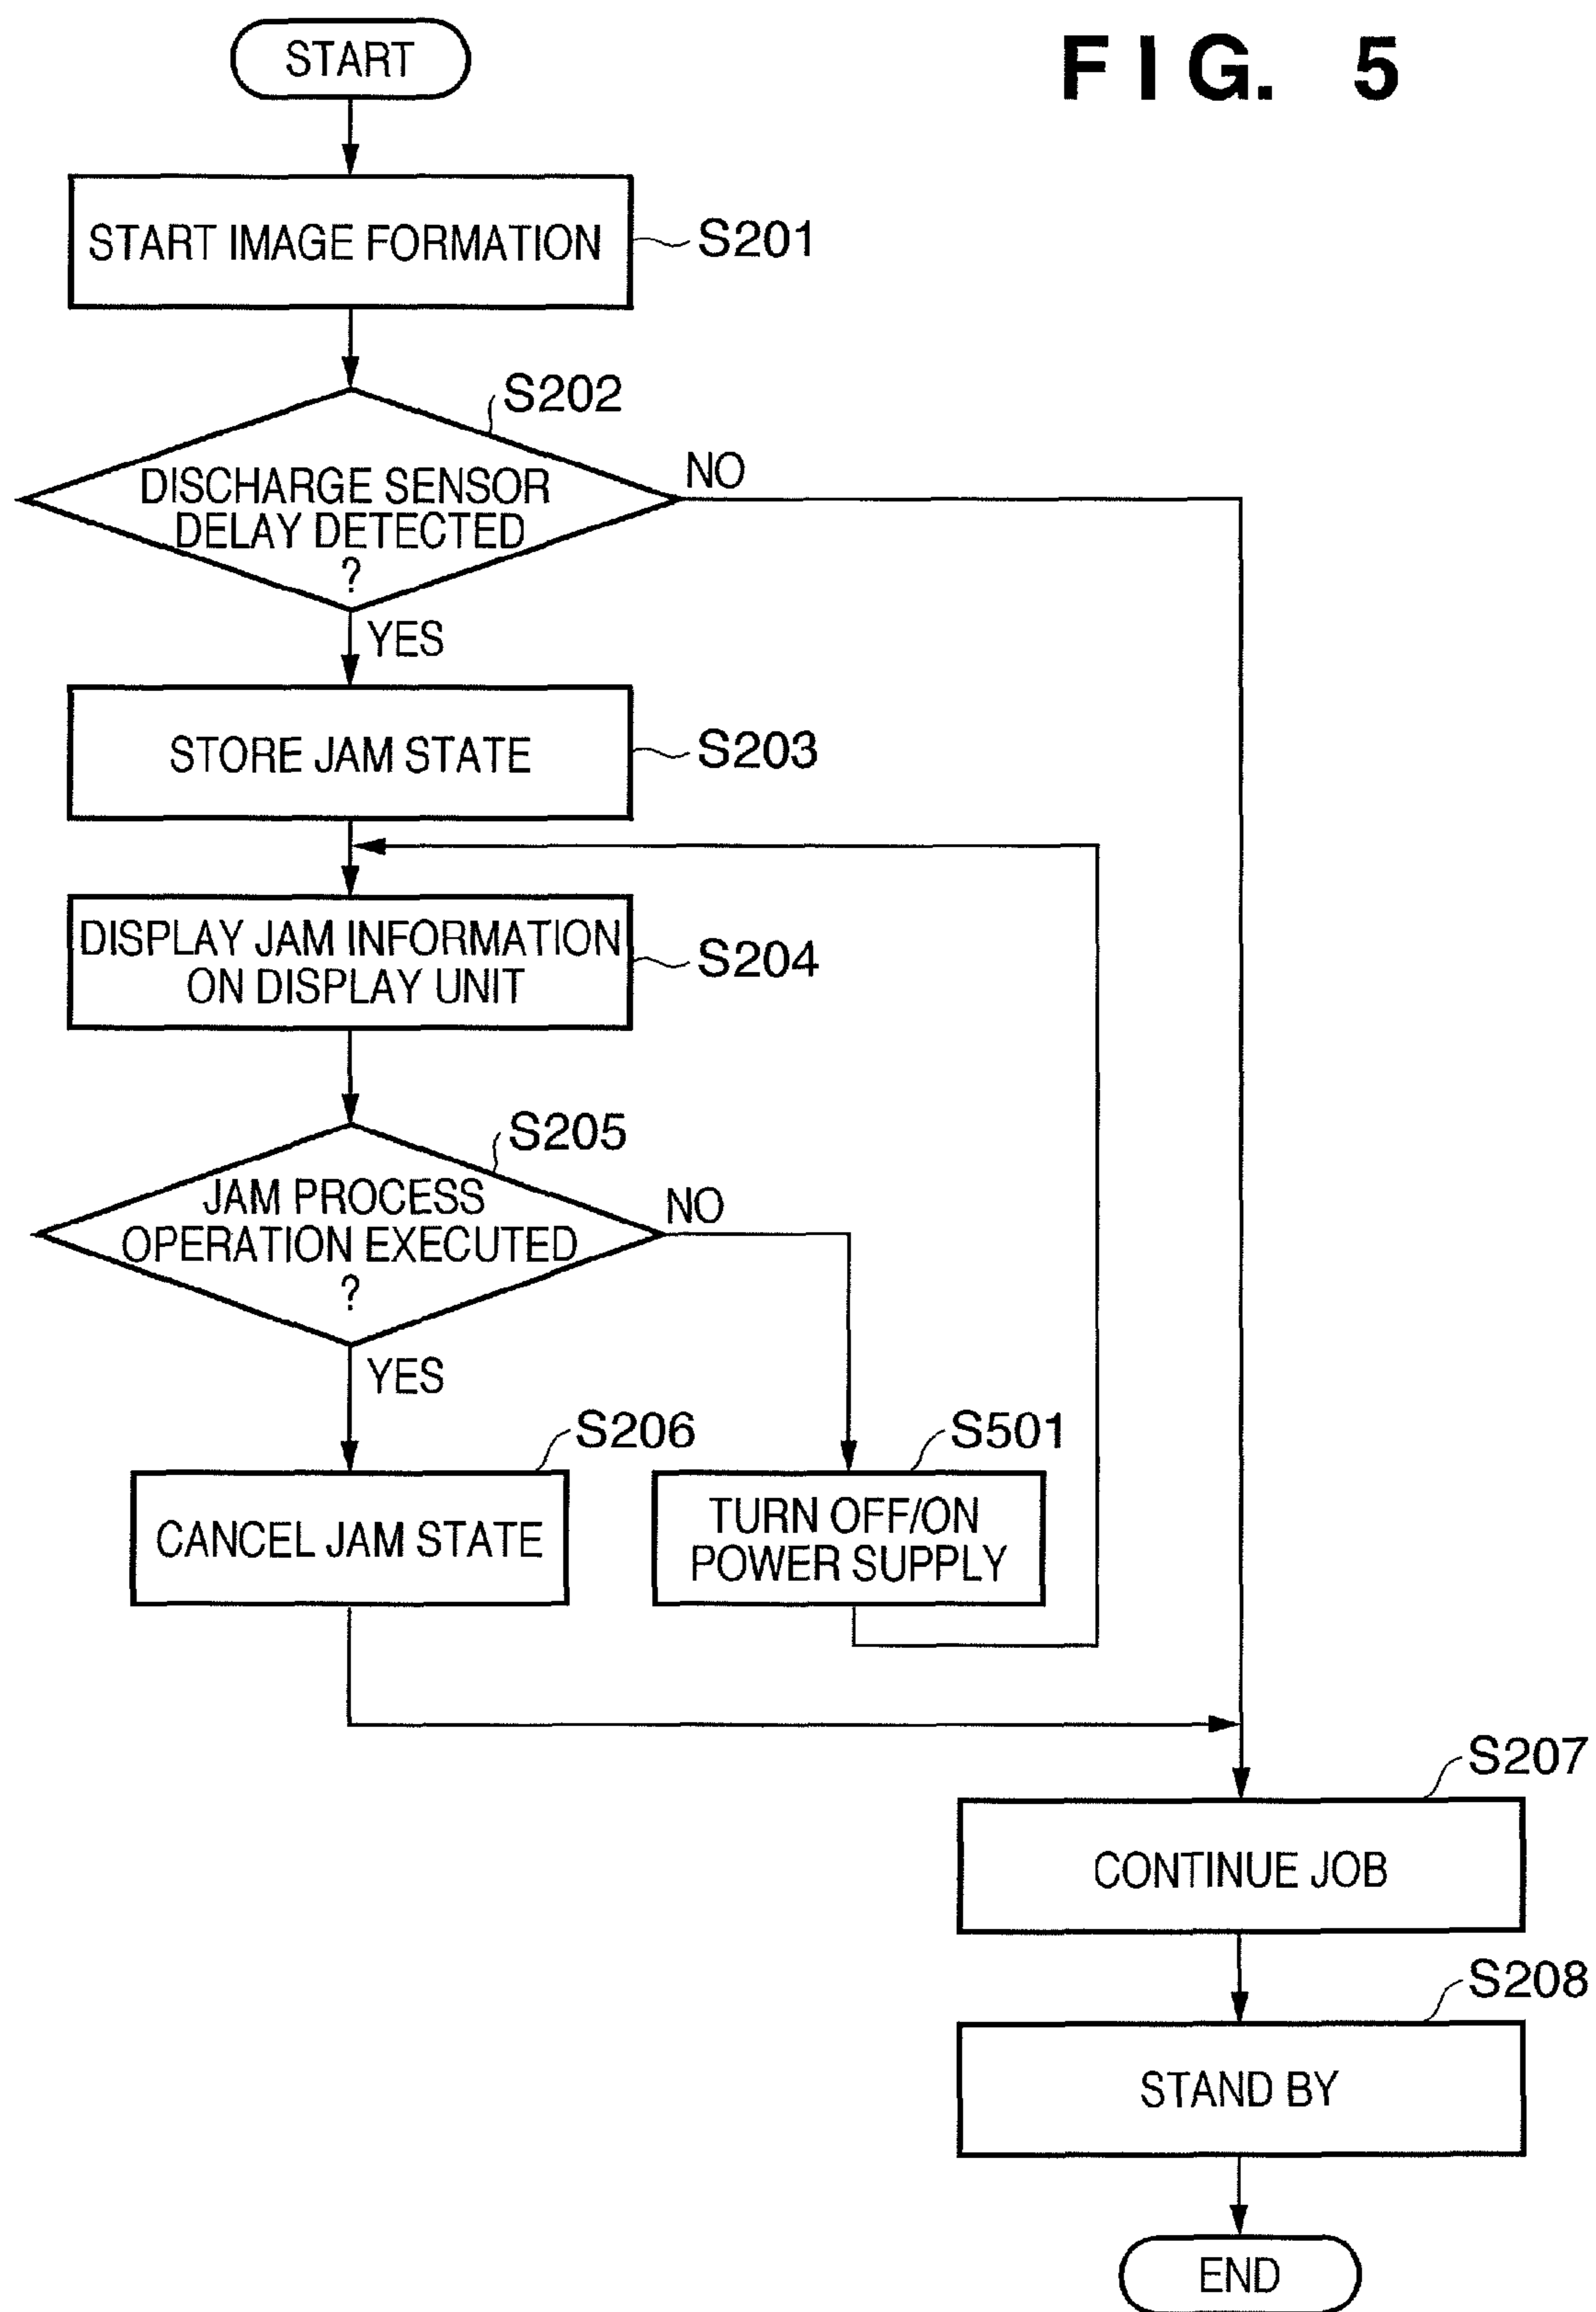 FIG. 5
START
START IMAGE FORMATION
S201
S202
DISCHARGE SENSOR
DELAY DETECTED
?
NO
YES
STORE JAM STATE
S203
DISPLAY JAM INFORMATION
ON DISPLAY UNIT
S204
S205
JAM PROCESS
OPERATION EXECUTED
?
NO
YES
S206
CANCEL JAM STATE
S501
TURN OFF/ON
POWER SUPPLY
S207
CONTINUE JOB
S208
STAND BY
END